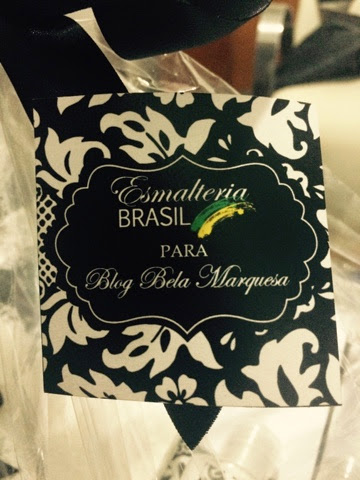 Esmalteria
BRASIL
PARA
Blog Bela Marquesa